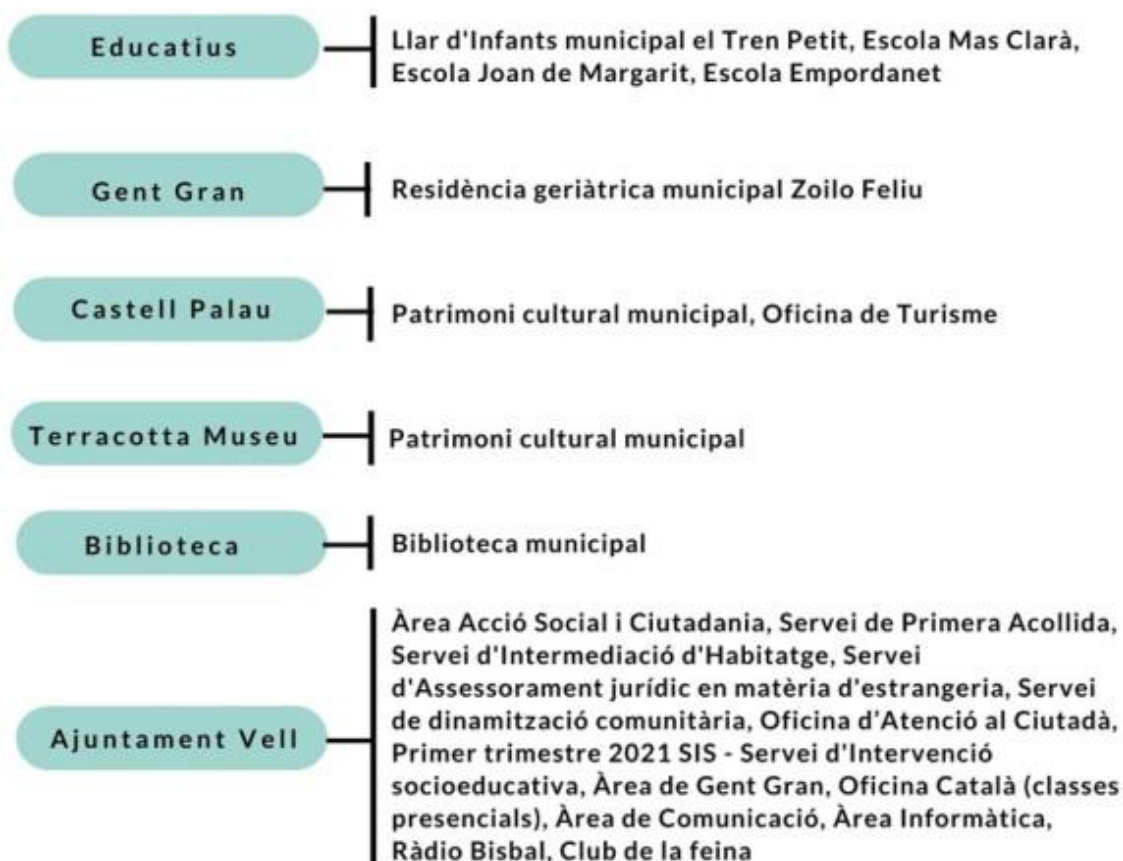 Educatius
Llar d'Infants municipal el Tren Petit, Escola Mas Clarà,
Escola Joan de Margarit, Escola Empordanet
Gent Gran
Residència geriàtrica municipal Zoilo Feliu
Castell Palau
Patrimoni cultural municipal, Oficina de Turisme
Terracotta Museu
Patrimoni cultural municipal
Biblioteca
Biblioteca municipal
Ajuntament Vell
Àrea Acció Social i Ciutadania, Servei de Primera Acollida,
Servei d'Intermediació d'Habitatge, Servei
d'Assessorament jurídic en matèria d'estrangeria, Servei
de dinamització comunitària, Oficina d'Atenció al Ciutadà,
Primer trimestre 2021 SIS - Servei d'Intervenció
socioeducativa, Àrea de Gent Gran, Oficina Català (classes
presencials), Àrea de Comunicació, Àrea Informàtica,
Ràdio Bisbal, Club de la feina